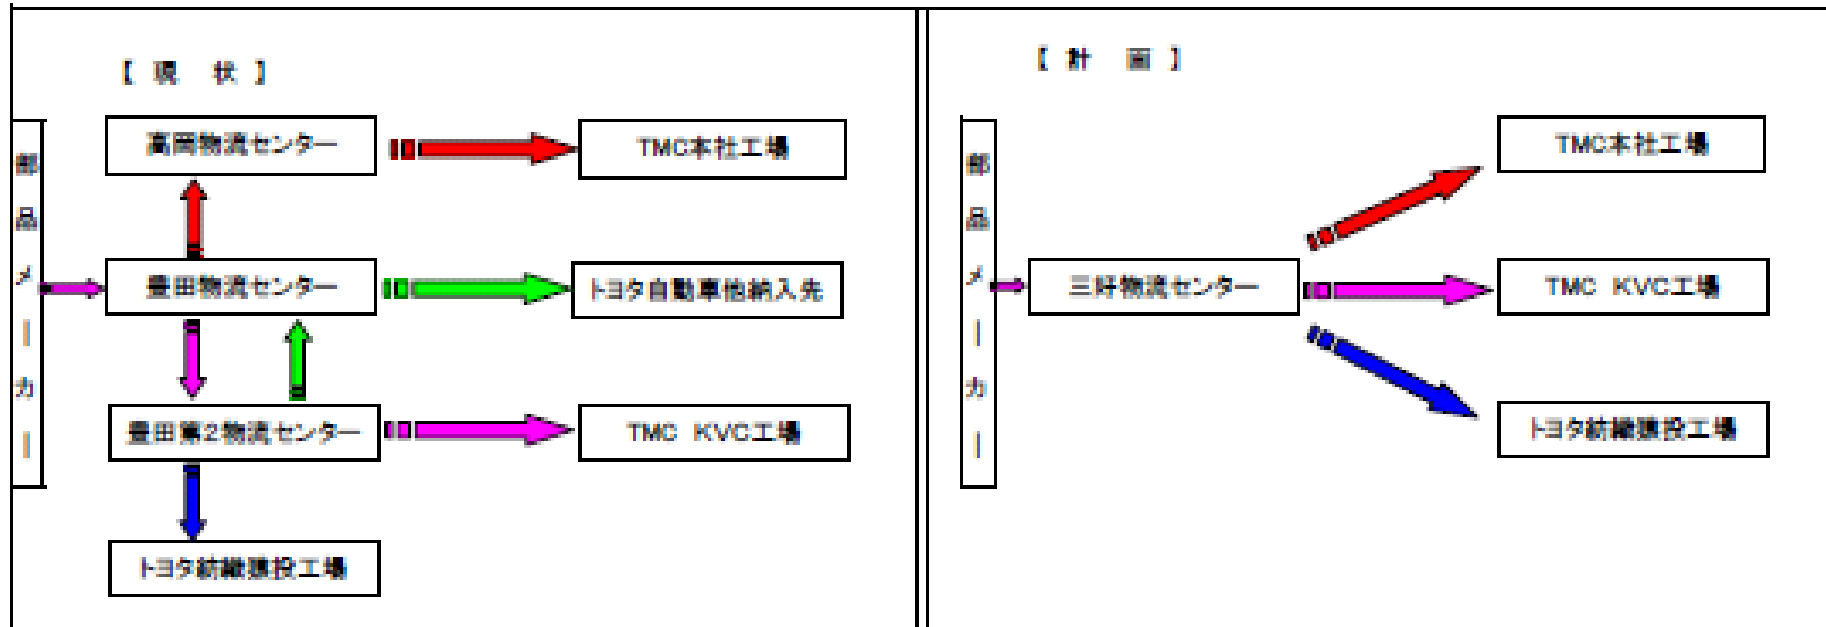 【 現 状 】
部品メーカー
高岡物流センター
TMC本社工場
豊田物流センター
トヨタ自動車他納入先
豊田第2物流センター
TMC KVC工場
トヨタ紡織猿投工場
【 計 画 】
部品メーカー
三好物流センター
TMC本社工場
TMC KVC工場
トヨタ紡織猿投工場